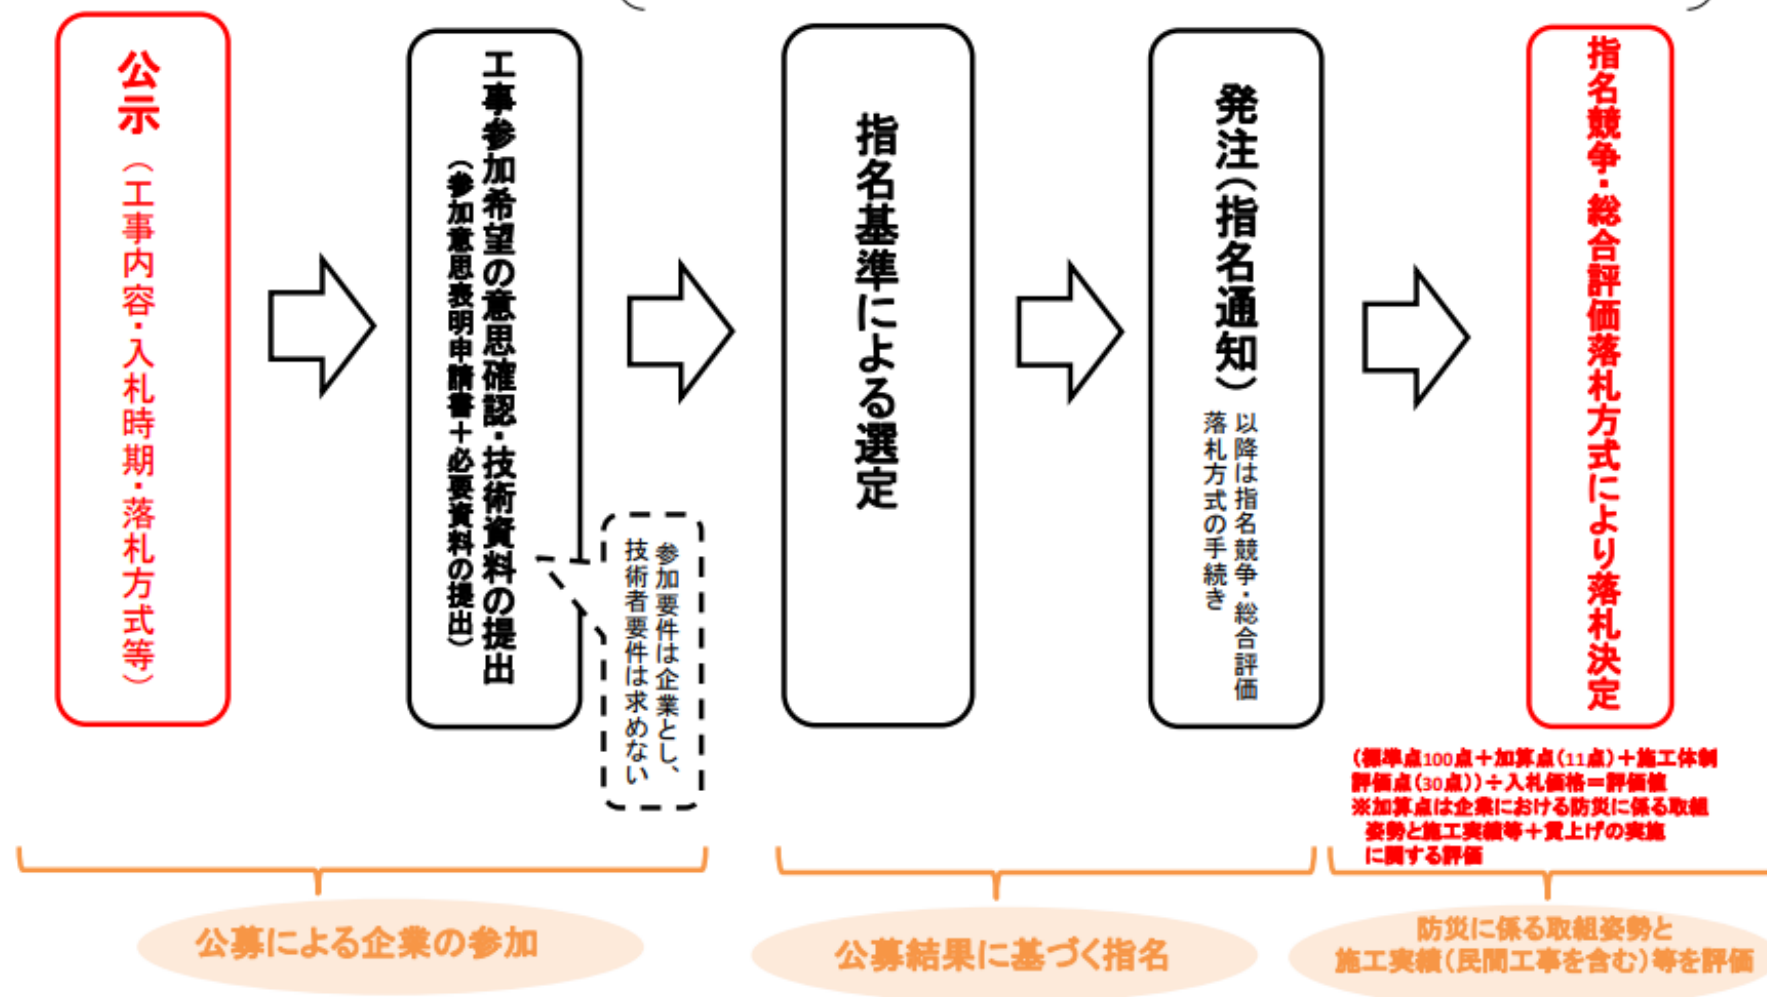 公示（工事内容・入札時期・落札方式等）
工事参加希望の意思確認・技術資料の提出
（参加意思表明申請書＋必要資料の提出）
参加要件は企業とし、
技術者要件は求めない
指名基準による選定
発注（指名通知）
以降は指名競争・総合評価
落札方式の手続き
指名競争・総合評価落札方式により落札決定
（標準点100点＋加算点（11点）＋施工体制
評価点（30点））÷入札価格＝評価値
※加算点は企業における防災に係る取組
姿勢と施工実績等＋賃上げの実施
に関する評価
公募による企業の参加
公募結果に基づく指名
防災に係る取組姿勢と
施工実績（民間工事を含む）等を評価